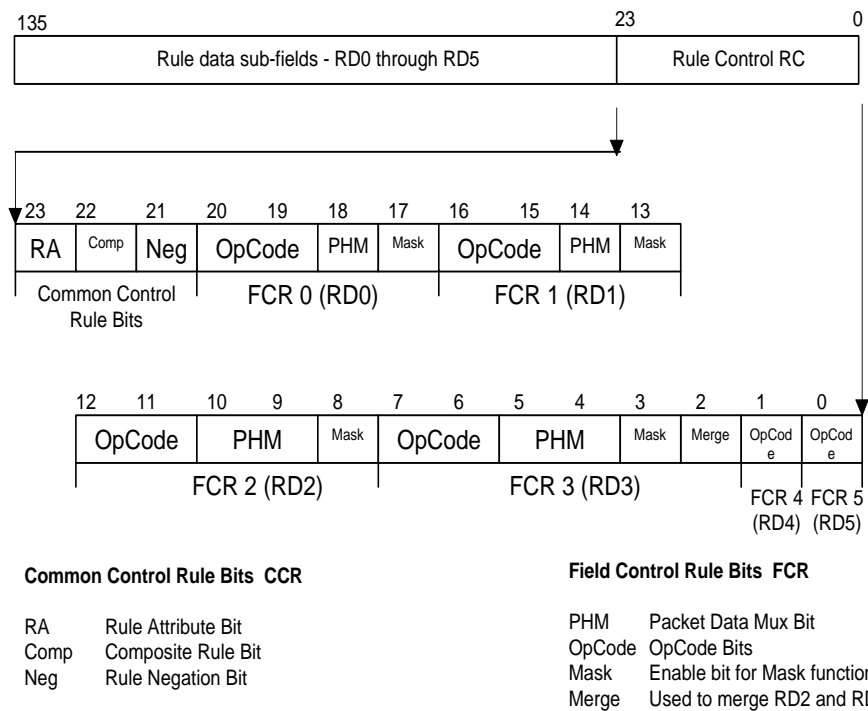 135 23 0
Rule data sub-fields - RD0 through RD5 Rule Control RC
23 22 21 20 19 18 17 16 15 14 13
RA Comp Neg OpCode PHM Mask OpCode PHM Mask
Common Control Rule Bits FCR 0 (RD0) FCR 1 (RD1)
12 11 10 9 8 7 6 5 4 3 2 1 0
OpCode PHM Mask OpCode PHM Mask Merge OpCod e OpCod e
FCR 2 (RD2) FCR 3 (RD3) FCR 4 (RD4) FCR 5 (RD5)
Common Control Rule Bits CCR
RA Rule Attribute Bit
Comp Composite Rule Bit
Neg Rule Negation Bit
Field Control Rule Bits FCR
PHM Packet Data Mux Bit
OpCode OpCode Bits
Mask Enable bit for Mask function
Merge Used to merge RD2 and